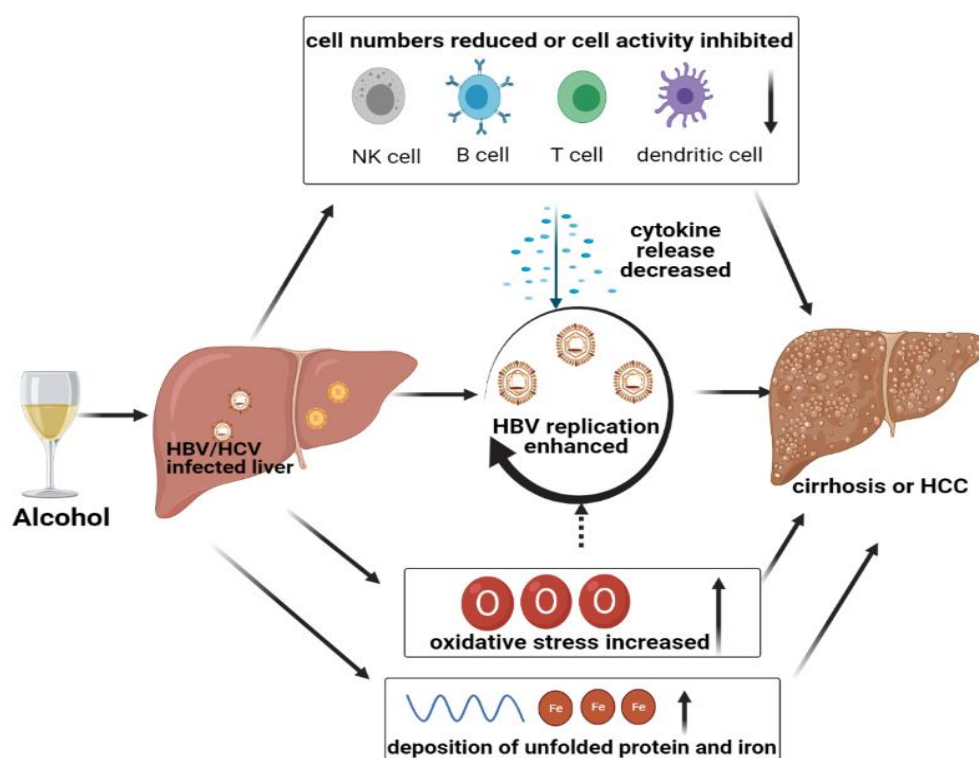 cell numbers reduced or cell activity inhibited
NK cell
B cell
T cell
dendritic cell
cytokine
release
decreased
HBV/HCV
infected liver
HBV replication
enhanced
Alcohol
cirrhosis or HCC
O O O
oxidative stress increased
Fe Fe Fe
deposition of unfolded protein and iron